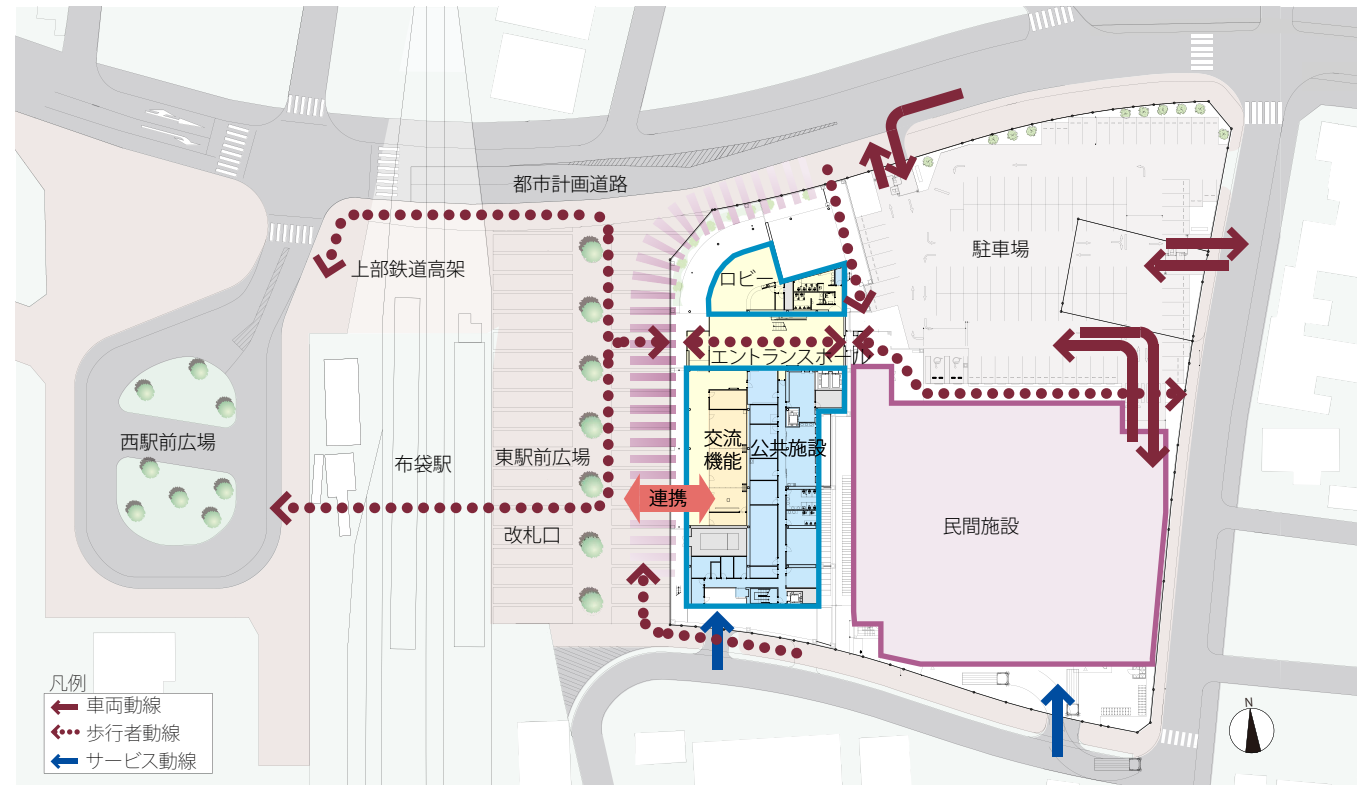 都市計画道路
上部鉄道高架
ロビー
駐車場
エントランスホール
西駅前広場
布袋駅
東駅前広場
交流
機能
公共施設
連携
改札口
民間施設
凡例
車両動線
歩行者動線
サービス動線
N